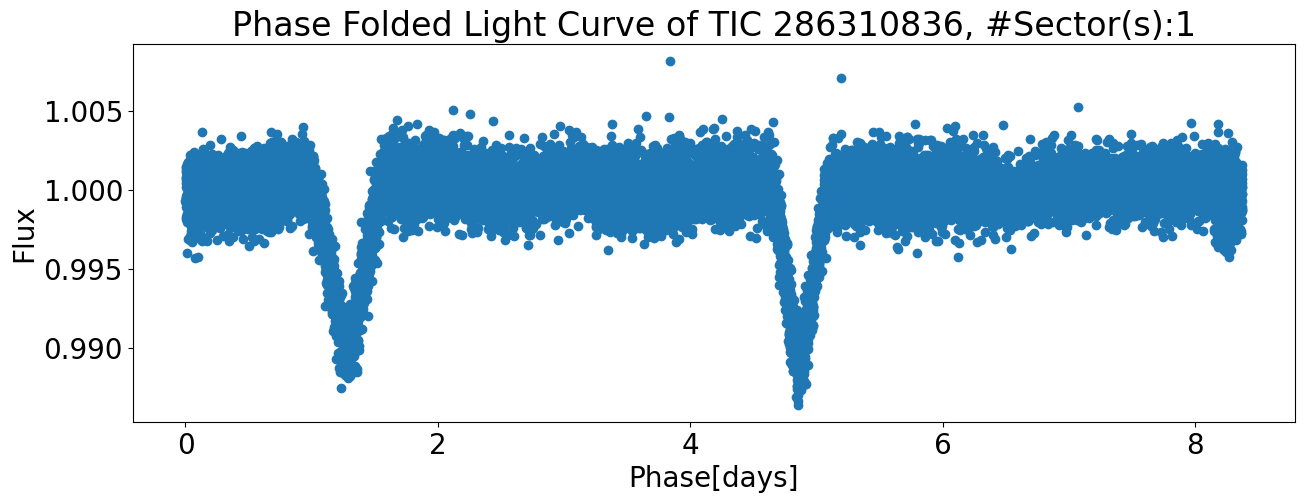 Phase Folded Light Curve of TIC 286310836, #Sector(s):1
1.005
1.000
0.995
0.990
Flux
0 2 4 6 8
Phase[days]